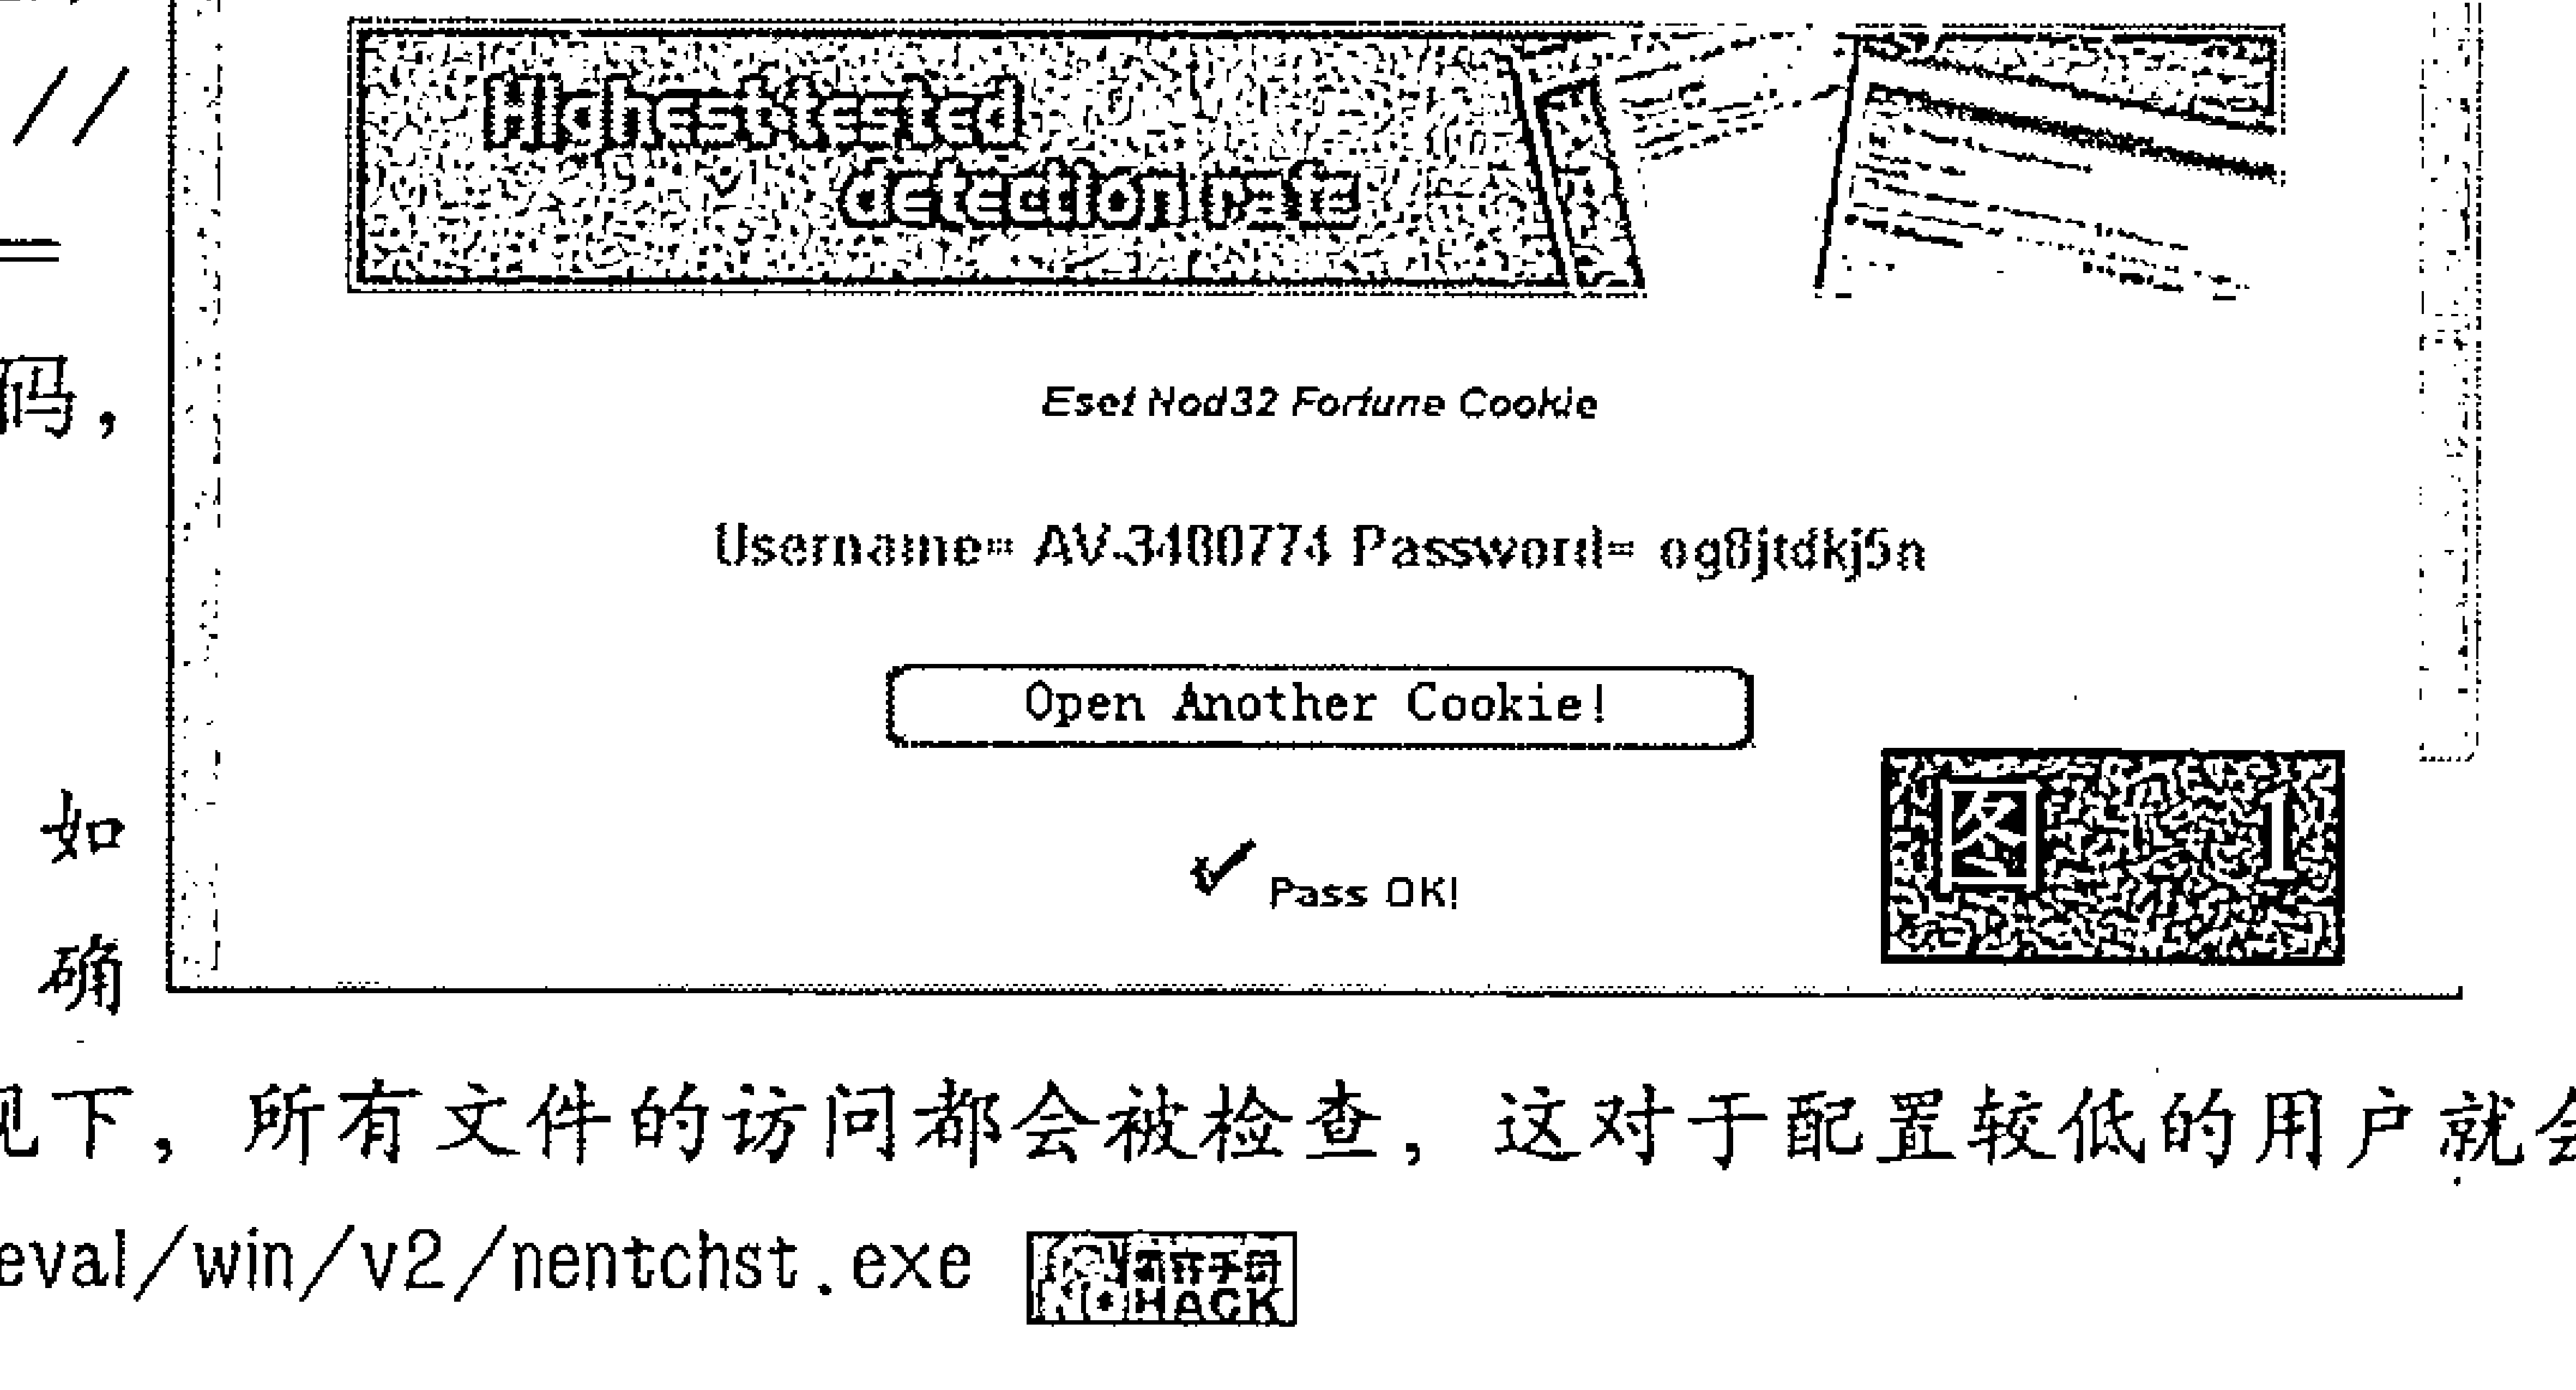 //
Highest-tested
detection rate
=
码，
Eset Nod32 Fortune Cookie
Username= AV-3400774 Password= og8jtdkj5n
Open Another Cookie!
如
图 1
Pass OK!
确
下，所有文件的访问都会被检查，这对于配置较低的用户就会
eval/win/v2/nentchst.exe
HACK